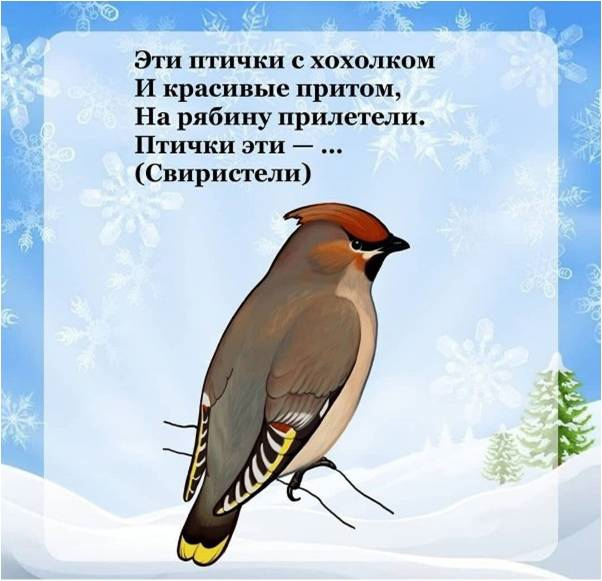 Эти птички с хохолком
И красивые притом,
На рябину прилетели.
Птички эти — ...
(Свиристели)